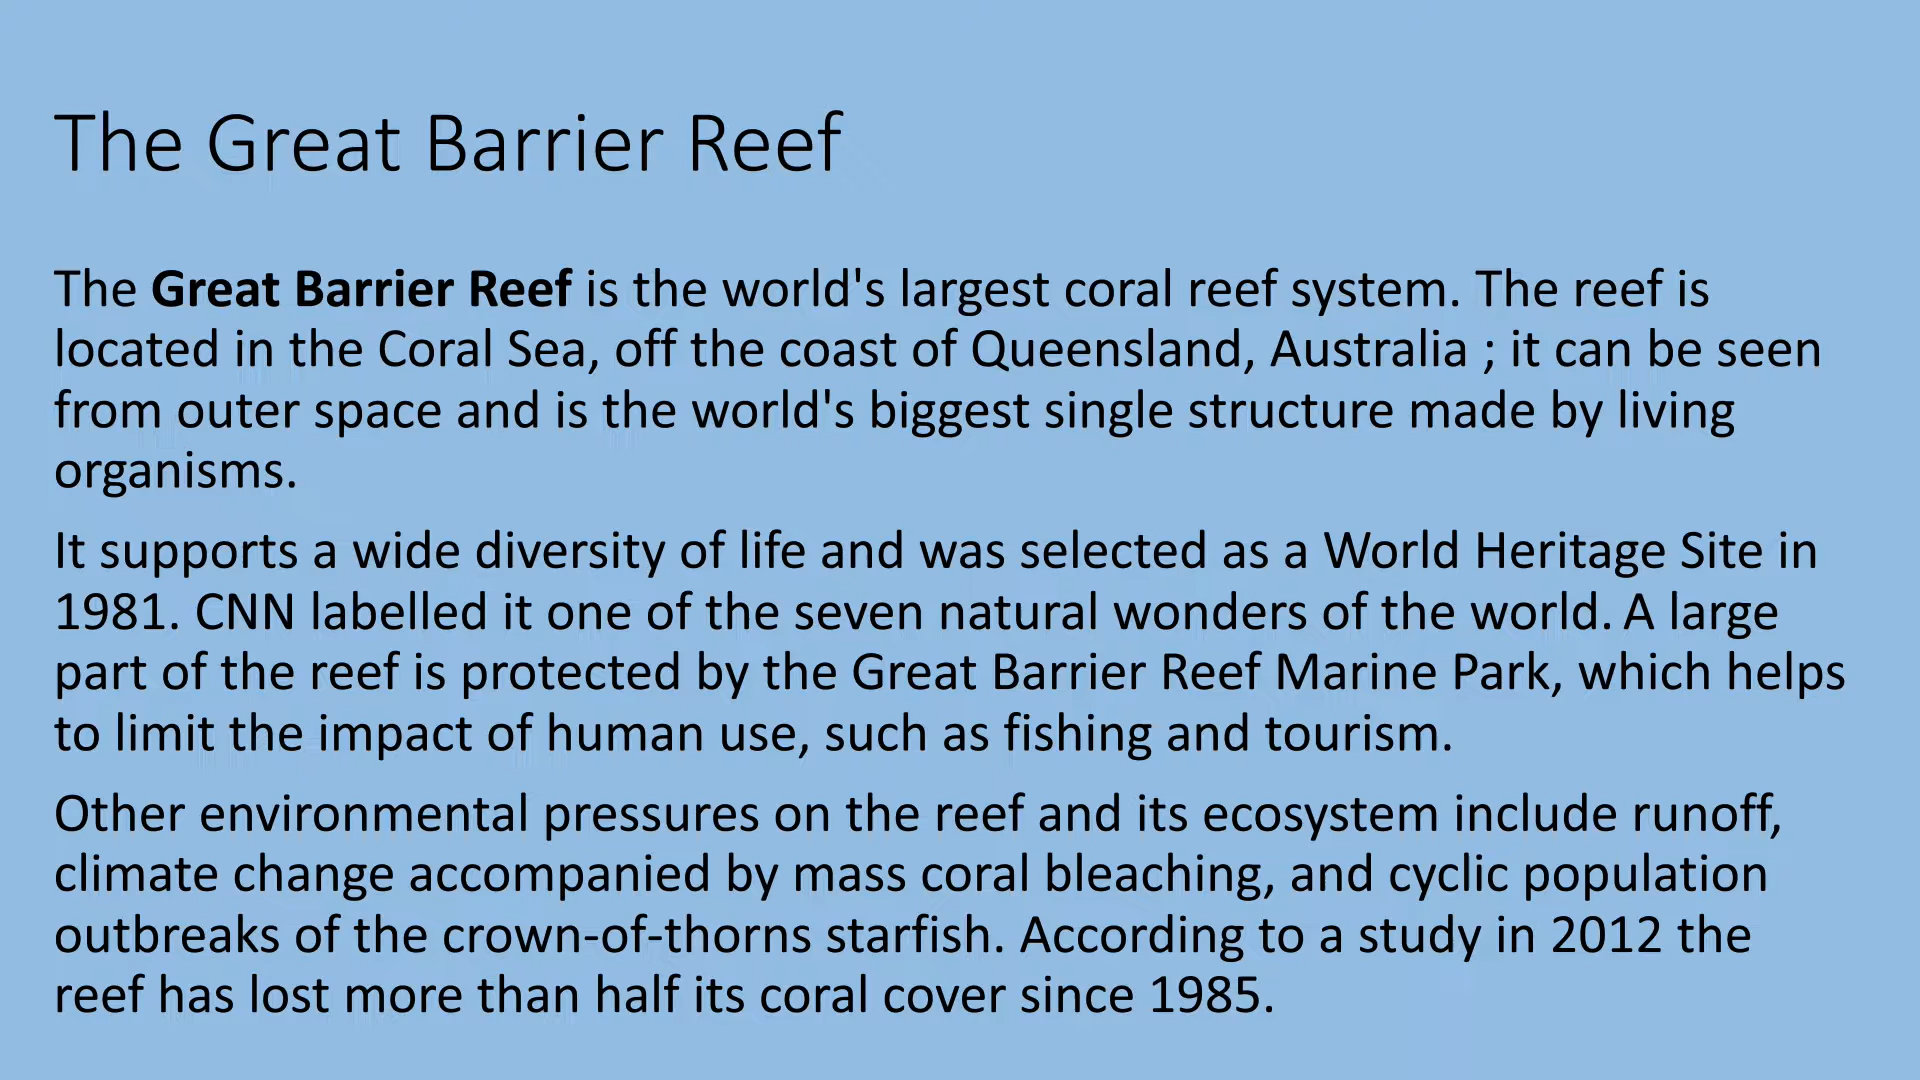 The Great Barrier Reef
The Great Barrier Reef is the world's largest coral reef system. The reef is
located in the Coral Sea, off the coast of Queensland, Australia ; it can be seen
from outer space and is the world's biggest single structure made by living
organisms.
It supports a wide diversity of life and was selected as a World Heritage Site in
1981. CNN labelled it one of the seven natural wonders of the world. A large
part of the reef is protected by the Great Barrier Reef Marine Park, which helps
to limit the impact of human use, such as fishing and tourism.
Other environmental pressures on the reef and its ecosystem include runoff,
climate change accompanied by mass coral bleaching, and cyclic population
outbreaks of the crown-of-thorns starfish. According to a study in 2012 the
reef has lost more than half its coral cover since 1985.